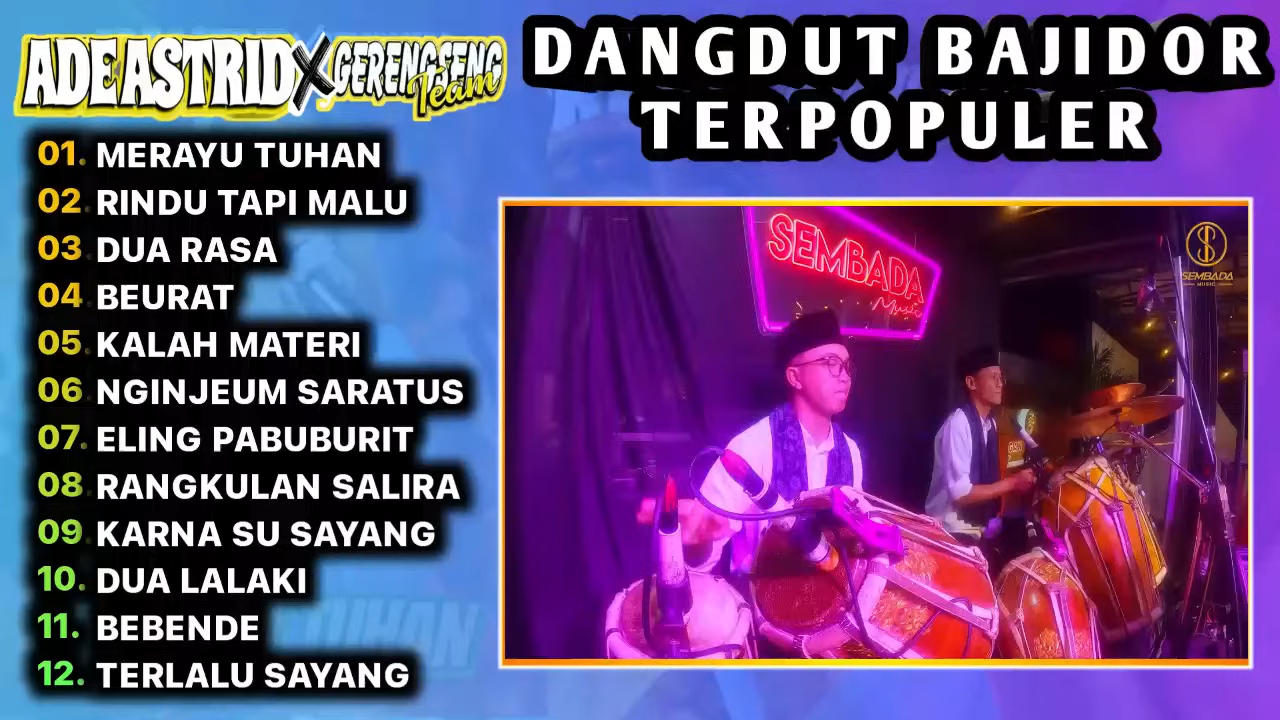 ADE ASTRID X GERENGSENG Team
DANGDUT BAJIDOR
TERPOPULER
01. MERAYU TUHAN
02. RINDU TAPI MALU
03. DUA RASA
04. BEURAT
05. KALAH MATERI
06. NGINJEUM SARATUS
07. ELING PABUBURIT
08. RANGKULAN SALIRA
09. KARNA SU SAYANG
10. DUA LALAKI
11. BEBENDE
12. TERLALU SAYANG
SEMBADA
Music
SEMBADA
MUSIC
TUHAN